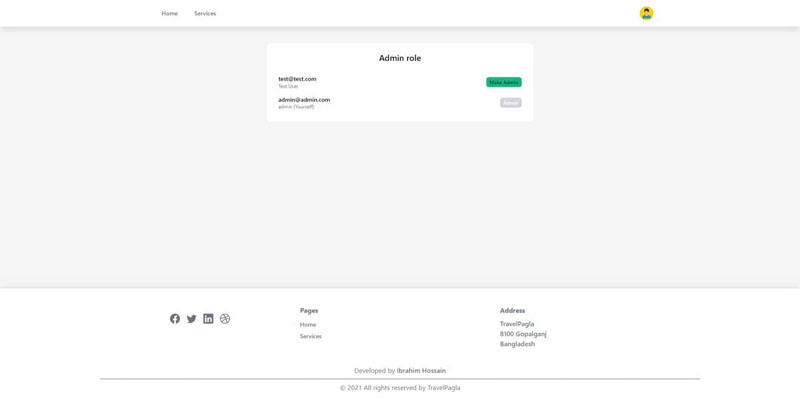 Home Services
Admin role
test@test.com
Test User
Make Admin
admin@admin.com
admin (Yourself)
Admin
Pages
Home
Services
Address
TravelPagla
8100 Gopalganj
Bangladesh
Developed by Ibrahim Hossain
© 2021 All rights reserved by TravelPagla